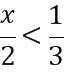 x/2 < 1/3